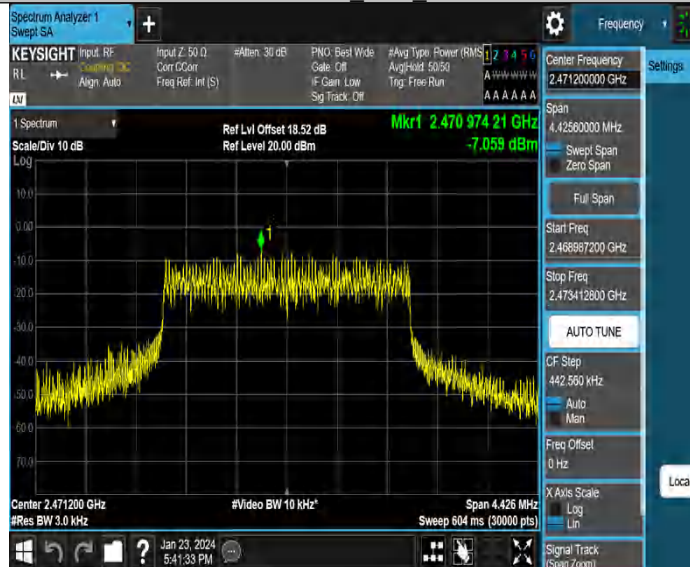 Spectrum Analyzer 1
Swept SA
Frequency
KEYSIGHT
Input: RF
Coupling: DC
Align: Auto
Input Z: 50 Ω
Corr CCorr
Freq Ref: Int (S)
#Atten: 30 dB
PNO: Best Wide
Gate: Off
IF Gain: Low
Sig Track: Off
#Avg Type: Power (RMS
Avg|Hold: 50/50
Trig: Free Run
1 2 3 4 5 6
A W W W W W
A A A A A A
RL
LXI
1 Spectrum
Scale/Div 10 dB
Ref Lvl Offset 18.52 dB
Ref Level 20.00 dBm
Mkr1 2.470 974 21 GHz
-7.059 dBm
Log
10.0
0.00
-10.0
-20.0
-30.0
-40.0
-50.0
-60.0
-70.0
1
Center 2.471200 GHz
#Res BW 3.0 kHz
#Video BW 10 kHz*
Span 4.426 MHz
Sweep 604 ms (30000 pts)
Jan 23, 2024
5:41:33 PM
Center Frequency
2.471200000 GHz
Settings
Span
4.42560000 MHz
Swept Span
Zero Span
Full Span
Start Freq
2.468987200 GHz
Stop Freq
2.473412800 GHz
AUTO TUNE
CF Step
442.560 kHz
Auto
Man
Freq Offset
0 Hz
X Axis Scale
Log
Lin
Loca
Signal Track
(Span Zoom)